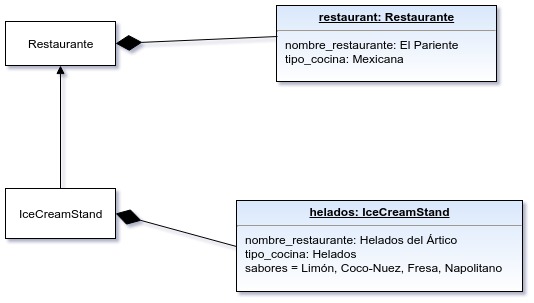 restaurant: Restaurante
Restaurante
nombre_restaurante: El Pariente
tipo_cocina: Mexicana
IceCreamStand
helados: IceCreamStand
nombre_restaurante: Helados del Ártico
tipo_cocina: Helados
sabores = Limón, Coco-Nuez, Fresa, Napolitano